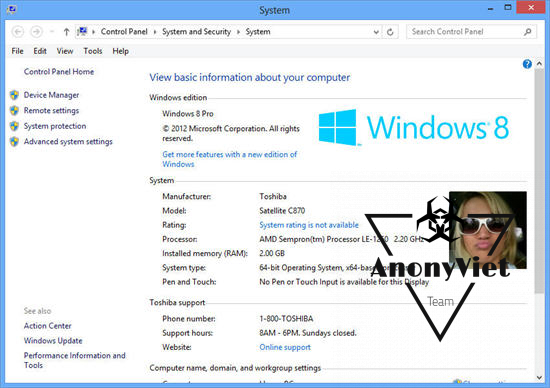 System
Control Panel ▸ System and Security ▸ System
Search Control Panel
File Edit View Tools Help
Control Panel Home
Device Manager
Remote settings
System protection
Advanced system settings
See also
Action Center
Windows Update
Performance Information and
Tools
View basic information about your computer
Windows edition
Windows 8 Pro
© 2012 Microsoft Corporation. All rights
reserved.
Get more features with a new edition of
Windows
Windows 8
System
Manufacturer: Toshiba
Model: Satellite C870
Rating: System rating is not available
Processor: AMD Sempron(tm) Processor LE-1250 2.20 GHz
Installed memory (RAM): 2.00 GB
System type: 64-bit Operating System, x64-based
Pen and Touch: No Pen or Touch Input is available for this Display
AnonyViet
Team
Toshiba support
Phone number: 1-800-TOSHIBA
Support hours: 8AM - 6PM. Sundays closed.
Website: Online support
Computer name, domain, and workgroup settings